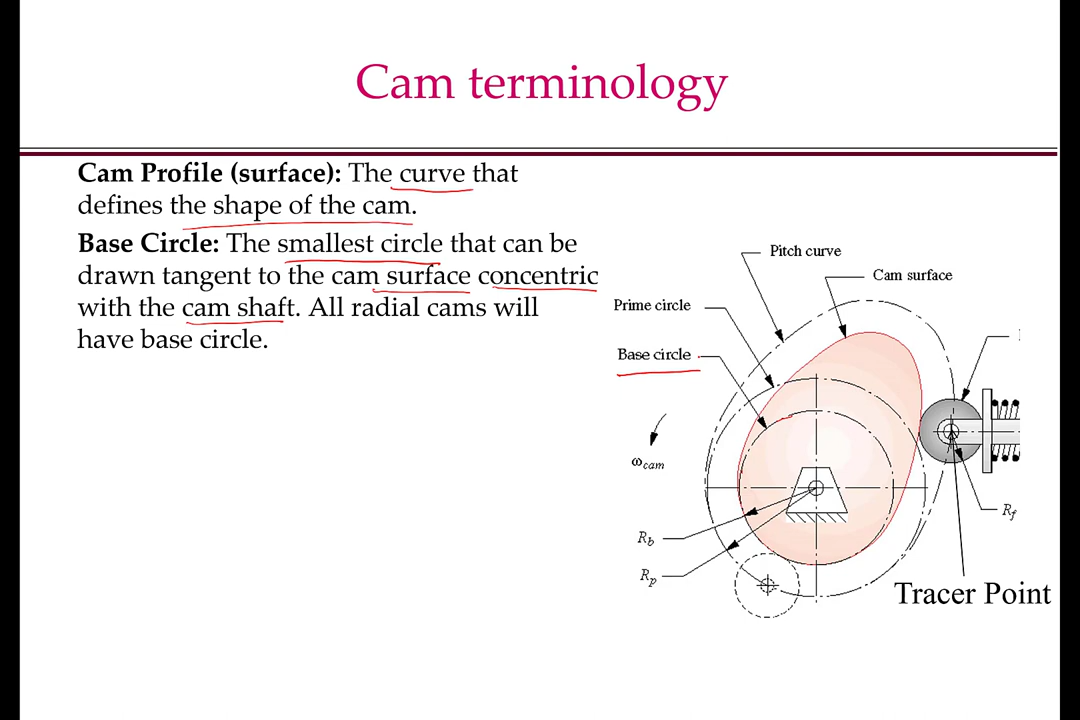 Cam terminology
Cam Profile (surface): The curve that
defines the shape of the cam.
Base Circle: The smallest circle that can be
drawn tangent to the cam surface concentric
with the cam shaft. All radial cams will
have base circle.
Pitch curve
Cam surface
Prime circle
Base circle
ωcam
Rb
Rp
Rf
Tracer Point